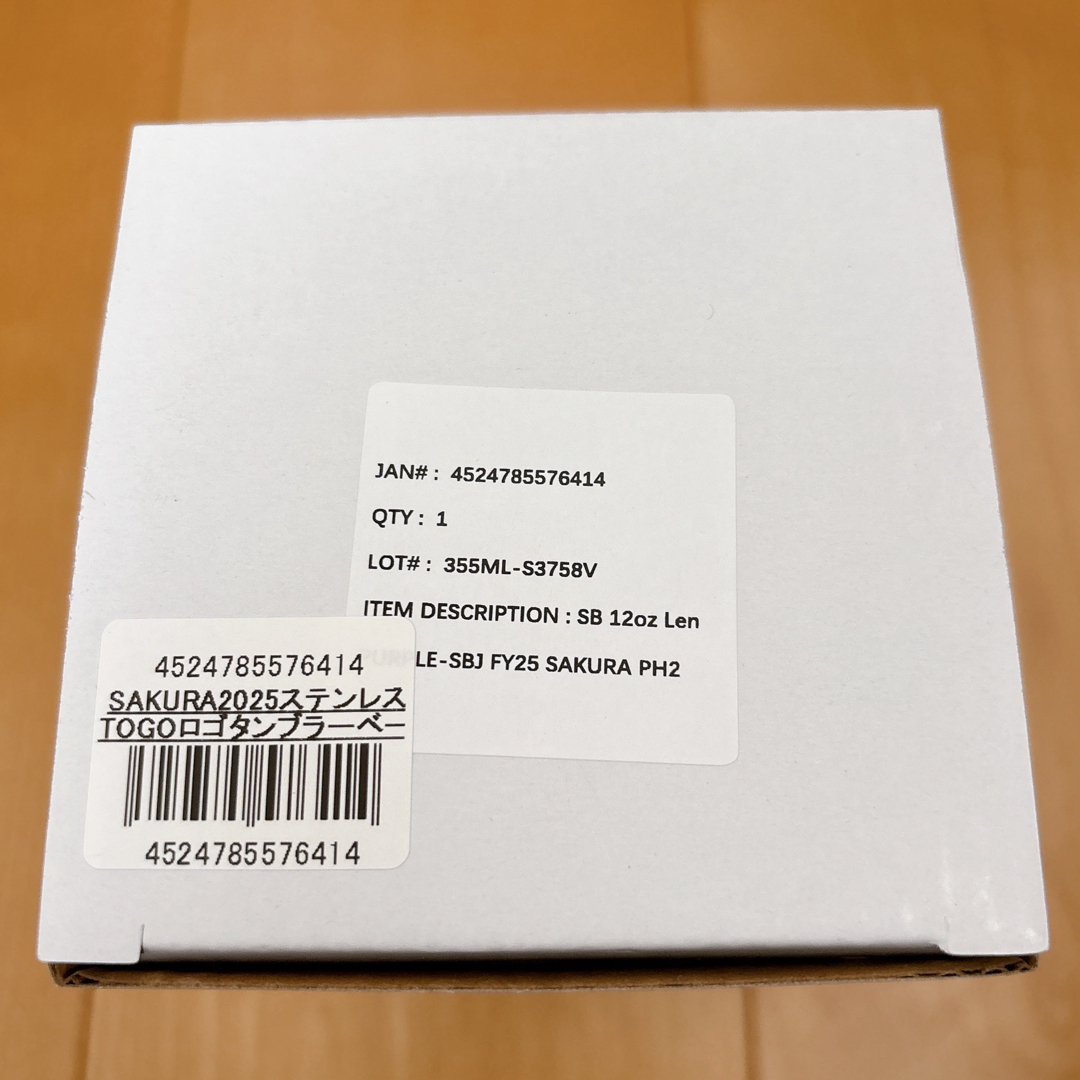 JAN# : 4524785576414
QTY : 1
LOT# : 355ML-S3758V
ITEM DESCRIPTION : SB 12oz Len
PURPLE-SBJ FY25 SAKURA PH2
4524785576414
SAKURA2025ステンレス
TOGOロゴタンブラーベー
4524785576414